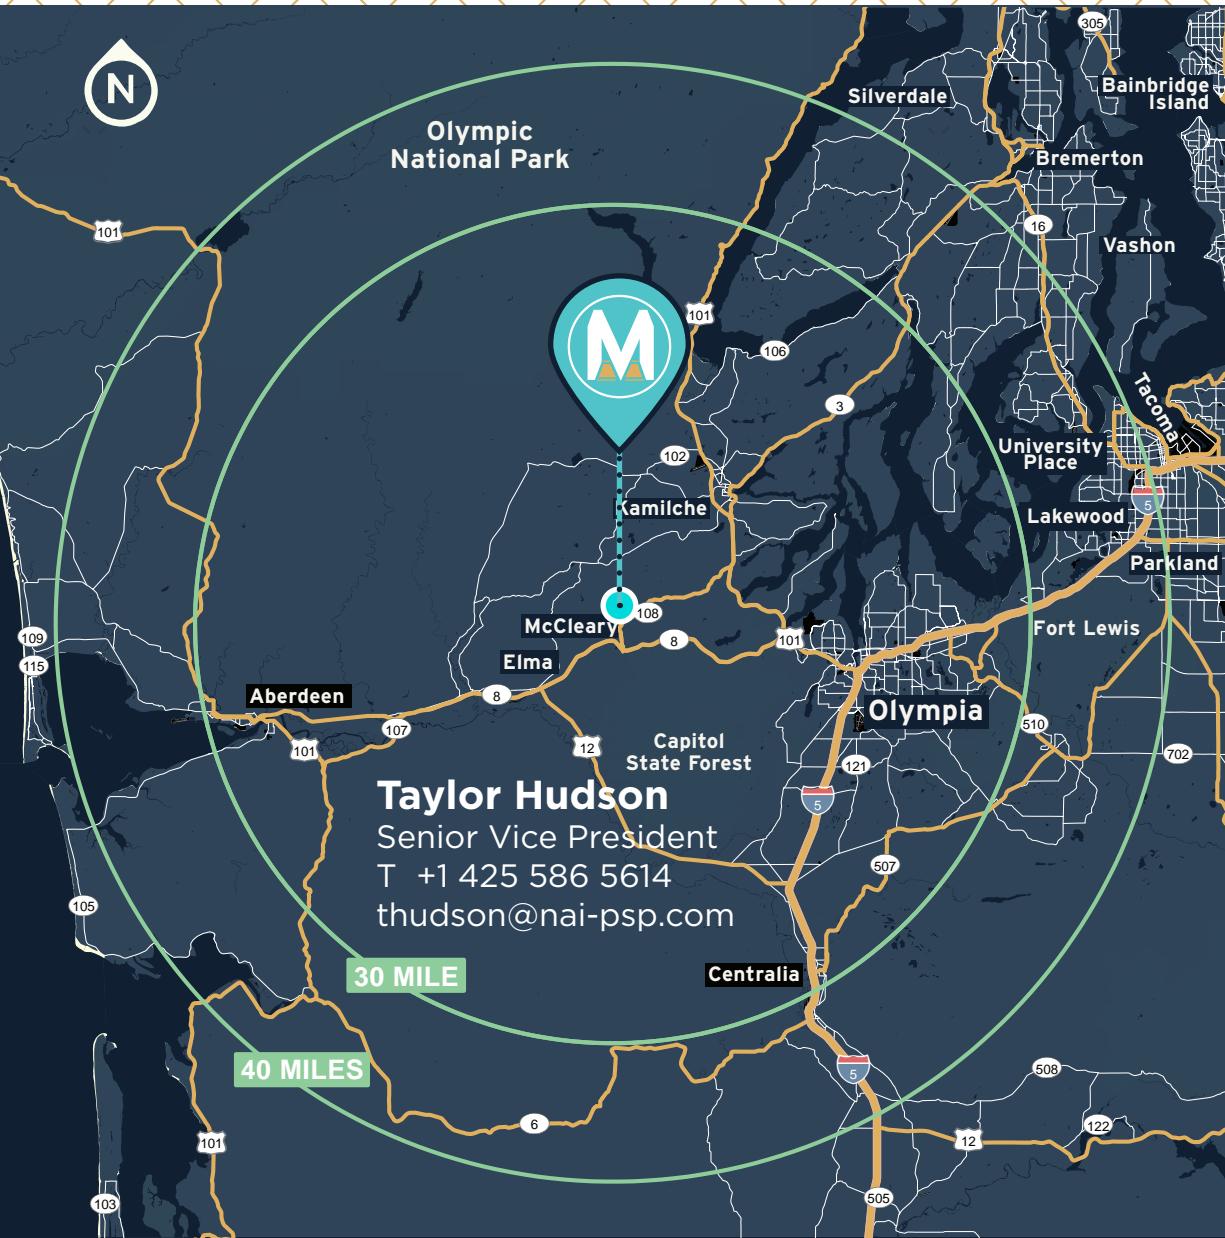 305
N
Silverdale
Bainbridge
Island
Olympic
National Park
Bremerton
101
16
Vashon
M
101
106
3
Tacoma
University
Place
102
5
Kamilche
Lakewood
Parkland
108
McCleary
Fort Lewis
109
8
101
115
Elma
Aberdeen
8
Olympia
107
510
101
12
Capitol
State Forest
702
121
Taylor Hudson
5
Senior Vice President
T +1 425 586 5614
507
thudson@nai-psp.com
105
30 MILE
Centralia
40 MILES
5
508
6
101
12
122
103
505